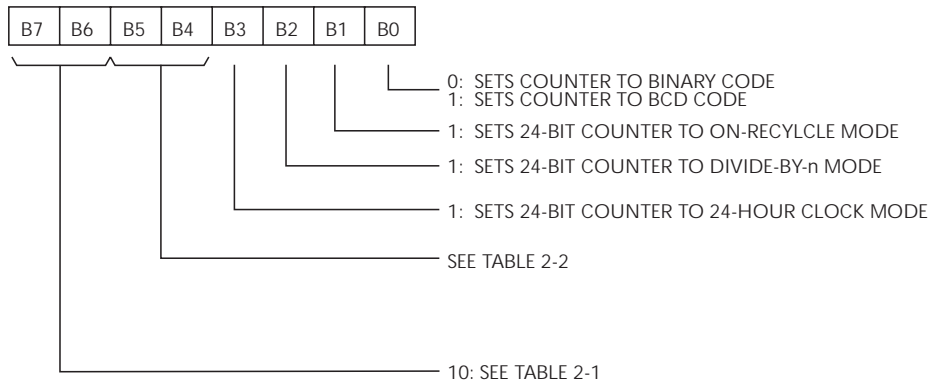 B7 B6 B5 B4 B3 B2 B1 B0
0: SETS COUNTER TO BINARY CODE
1: SETS COUNTER TO BCD CODE
1: SETS 24-BIT COUNTER TO ON-RECYLCLE MODE
1: SETS 24-BIT COUNTER TO DIVIDE-BY-n MODE
1: SETS 24-BIT COUNTER TO 24-HOUR CLOCK MODE
SEE TABLE 2-2
10: SEE TABLE 2-1